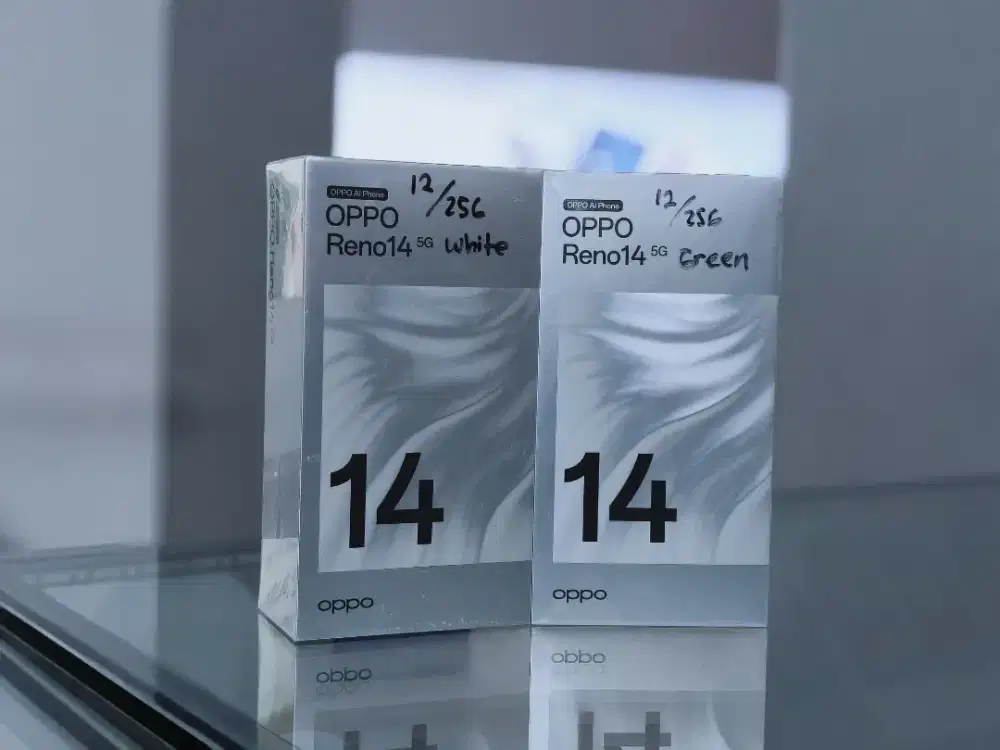 OPPO AI Phone
OPPO
Reno14 5G
12/256
White
14
oppo
OPPO AI Phone
OPPO
Reno14 5G
12/256
Green
14
oppo